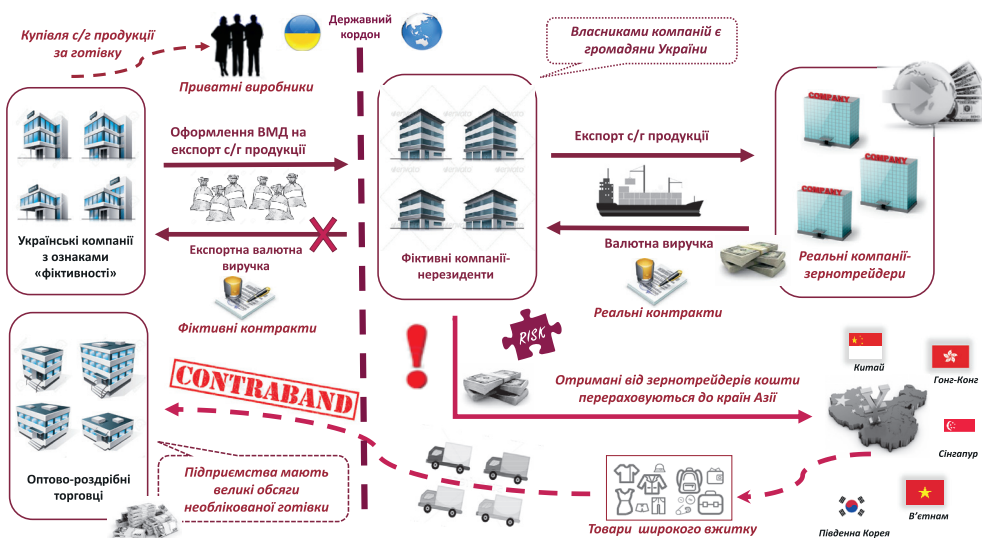 Купівля с/г продукції
за готівку
Державний
кордон
Приватні виробники
Власниками компаній є
громадяни України
Оформлення ВМД на
експорт с/г продукції
Експорт с/г продукції
COMPANY
COMPANY
COMPANY
Українські компанії
з ознаками
«фіктивності»
Експортна валютна
виручка
Фіктивні компанії-
нерезиденти
Валютна виручка
Реальні компанії-
зернотрейдери
Фіктивні контракти
Реальні контракти
RISK
CONTRABAND
Отримані від зернотрейдерів кошти
перераховуються до країн Азії
Китай
Гонг-Конг
Сінгапур
В’єтнам
Південна Корея
Оптово-роздрібні
торговці
Підприємства мають
великі обсяги
необлікованої готівки
Товари широкого вжитку